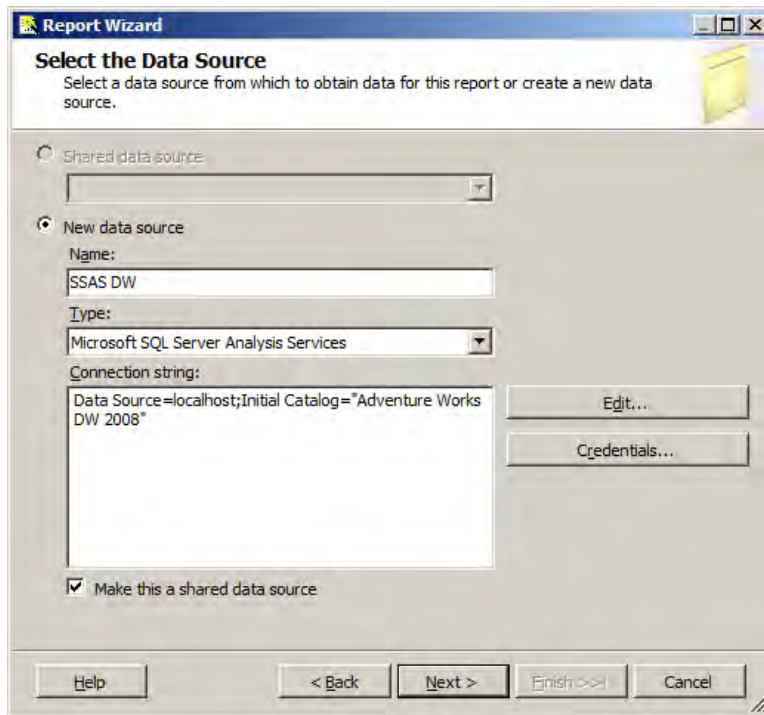 Report Wizard
Select the Data Source
Select a data source from which to obtain data for this report or create a new data
source.
Shared data source
New data source
Name:
SSAS DW
Type:
Microsoft SQL Server Analysis Services
Connection string:
Data Source=localhost;Initial Catalog="Adventure Works
DW 2008"
Edit...
Credentials...
Make this a shared data source
Help
< Back
Next >
Finish >>|
Cancel